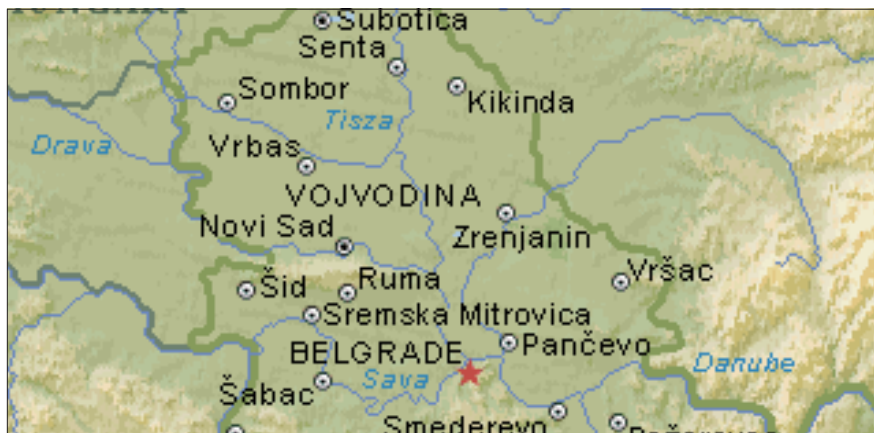 Subotica
Senta
Sombor
Kikinda
Tisza
Drava
Vrbas
VOJVODINA
Novi Sad
Zrenjanin
Vršac
Šid
Ruma
Sremska Mitrovica
Pančevo
BELGRADE
Danube
Sava
Šabac
Smederevo